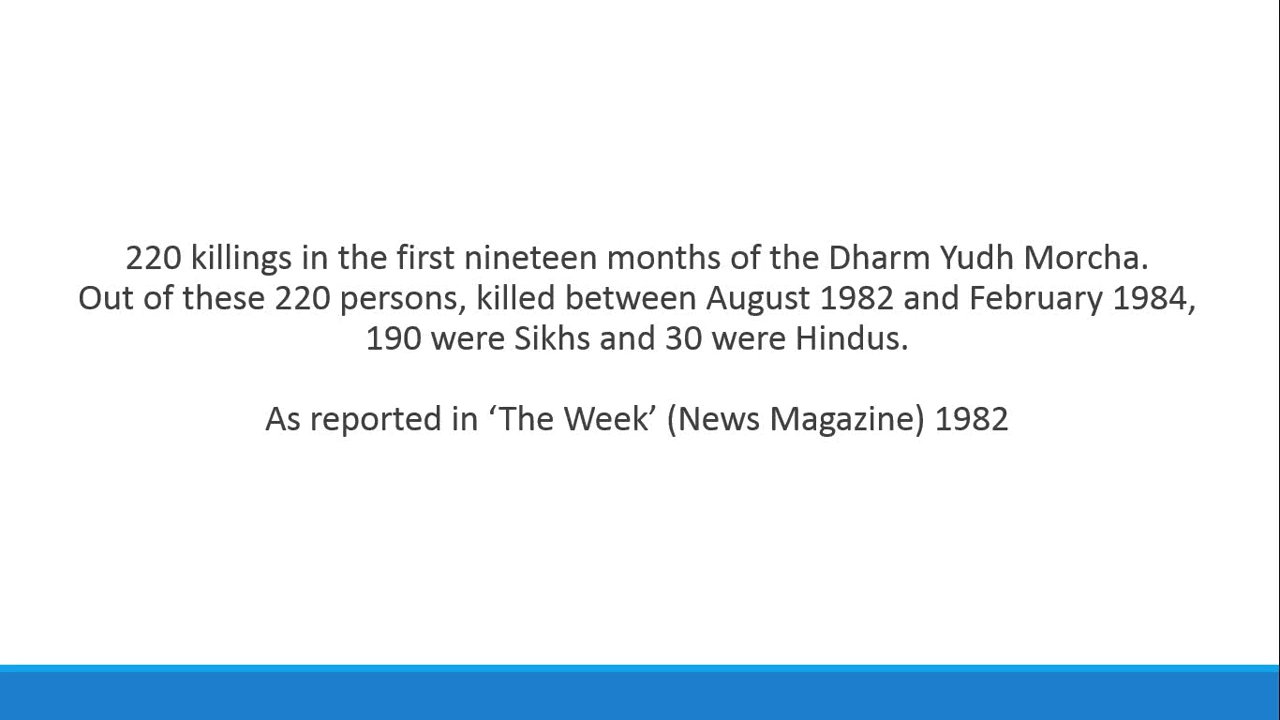 220 killings in the first nineteen months of the Dharm Yudh Morcha.
Out of these 220 persons, killed between August 1982 and February 1984,
190 were Sikhs and 30 were Hindus.
As reported in ‘The Week’ (News Magazine) 1982